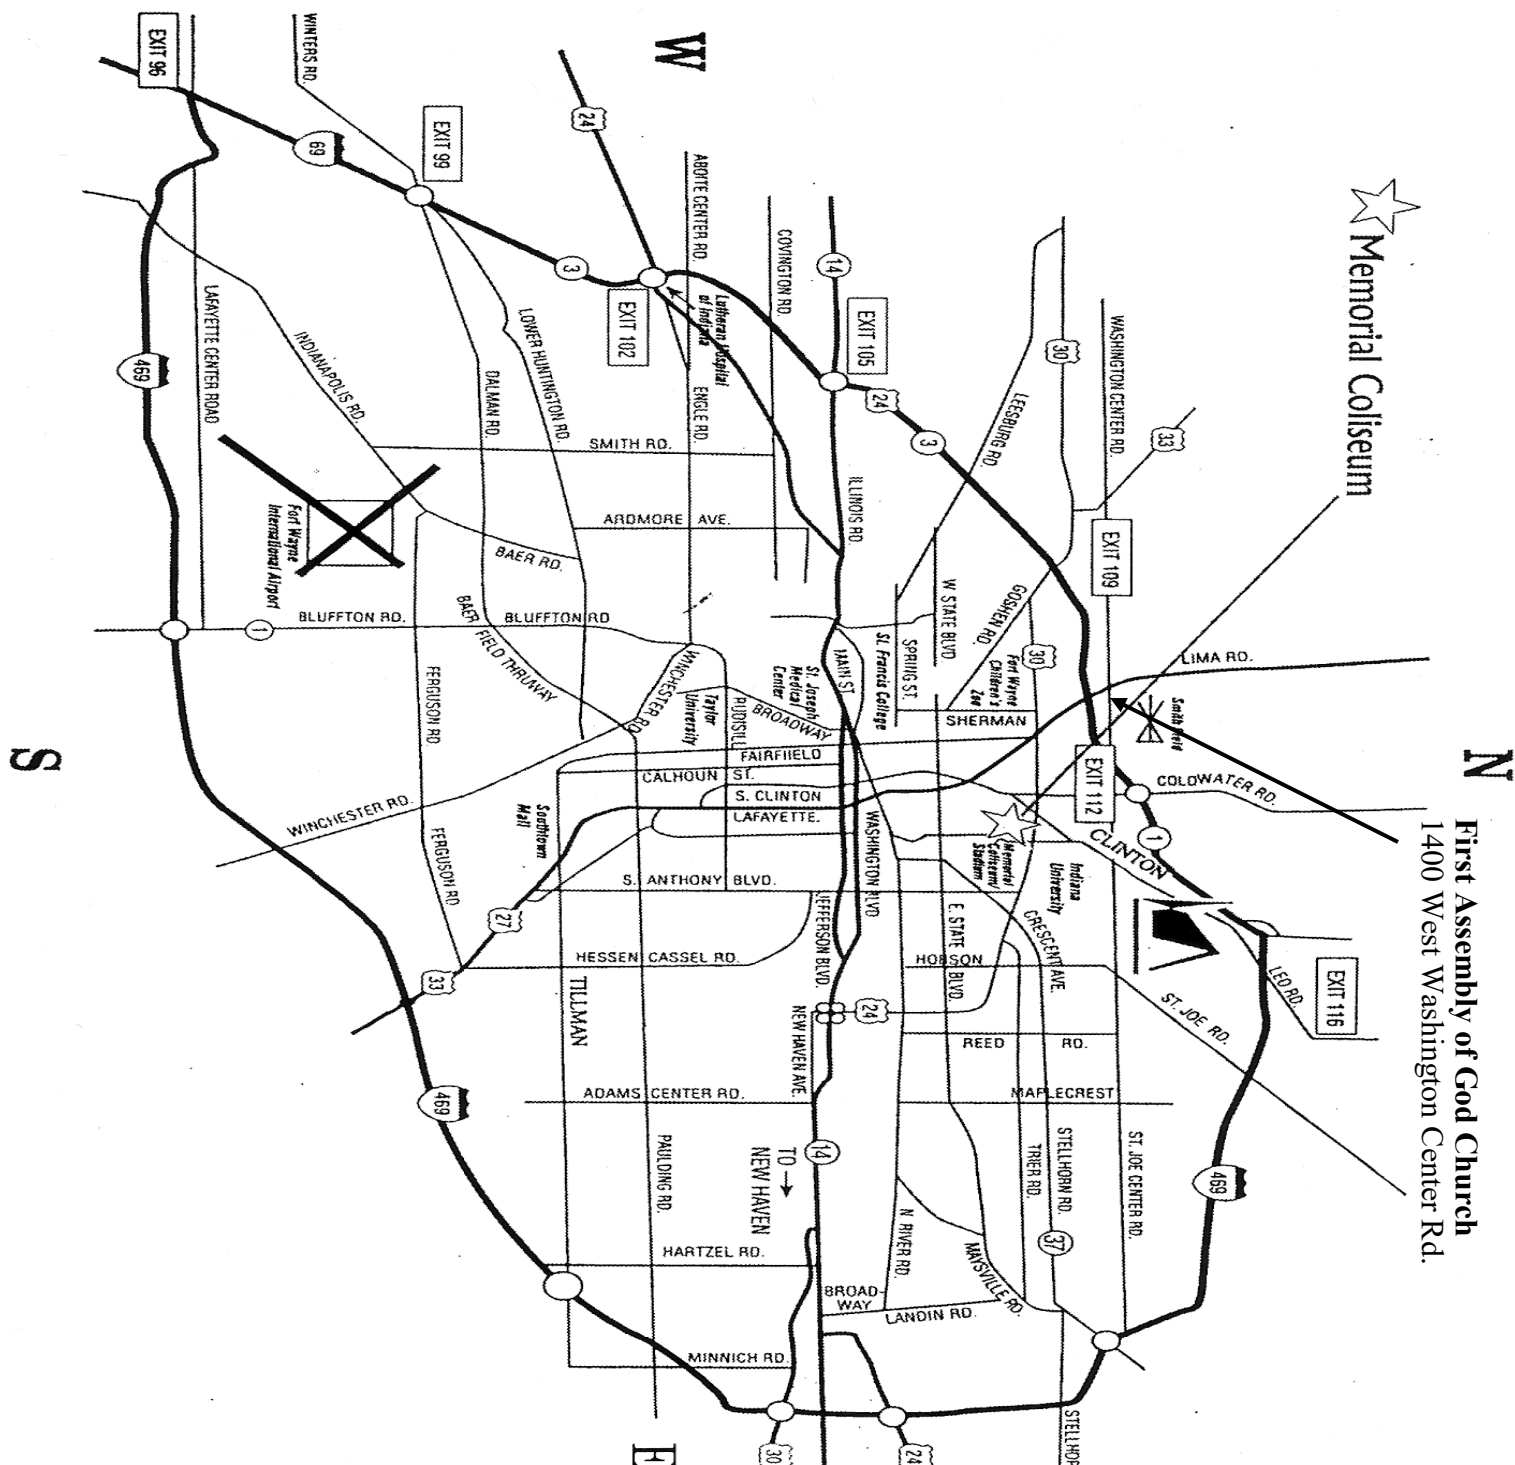 First Assembly of God Church
1400 West Washington Center Rd.
Memorial Coliseum
N
S
W
E
EXIT 96
EXIT 99
EXIT 102
EXIT 105
EXIT 109
EXIT 112
EXIT 116
WINTERS RD.
69
24
3
ABOITE CENTER RD.
COVINGTON RD.
14
24
3
30
WASHINGTON CENTER RD.
33
LEESBURG RD.
469
LAFAYETTE CENTER ROAD
INDIANAPOLIS RD.
LOWER HUNTINGTON RD.
DALMAN RD.
Lutheran Hospital
of Indiana
ENGLE RD.
SMITH RD.
ILLINOIS RD.
ARDMORE AVE.
Fort Wayne
International Airport
BAER RD.
BLUFFTON RD.
1
BLUFFTON RD
BAER FIELD THRUWAY
FERGUSON RD.
WINCHESTER RD.
WINCHESTER RD.
FERGUSON RD
Taylor
University
RUDISILL
BROADWAY
St. Joseph
Medical
Center
MAIN ST
St. Francis College
SPRING ST.
W STATE BLVD.
GOSHEN RD.
30
Fort Wayne
Children's
Zoo
SHERMAN
LIMA RD.
Smith Field
COLDWATER RD.
FAIRFIELD
CALHOUN ST.
S. CLINTON
LAFAYETTE.
Southtown
Mall
S. ANTHONY BLVD.
WASHINGTON BLVD
JEFFERSON BLVD.
Memorial
Coliseum/
Stadium
Indiana
University
CLINTON
1
27
33
HESSEN CASSEL RD.
TILLMAN
E. STATE BLVD.
HOBSON
CRESCENT AVE.
LEO RD.
ST. JOE RD.
24
NEW HAVEN AVE.
REED RD.
ADAMS CENTER RD.
MAPLECREST
469
PAULDING RD.
TO
NEW HAVEN
14
TRIER RD.
STELLHORN RD.
ST. JOE CENTER RD.
469
N. RIVER RD.
MAYSVILLE RD.
37
HARTZEL RD.
BROAD-
WAY
LANDIN RD.
MINNICH RD.
STELLHOR
30
24